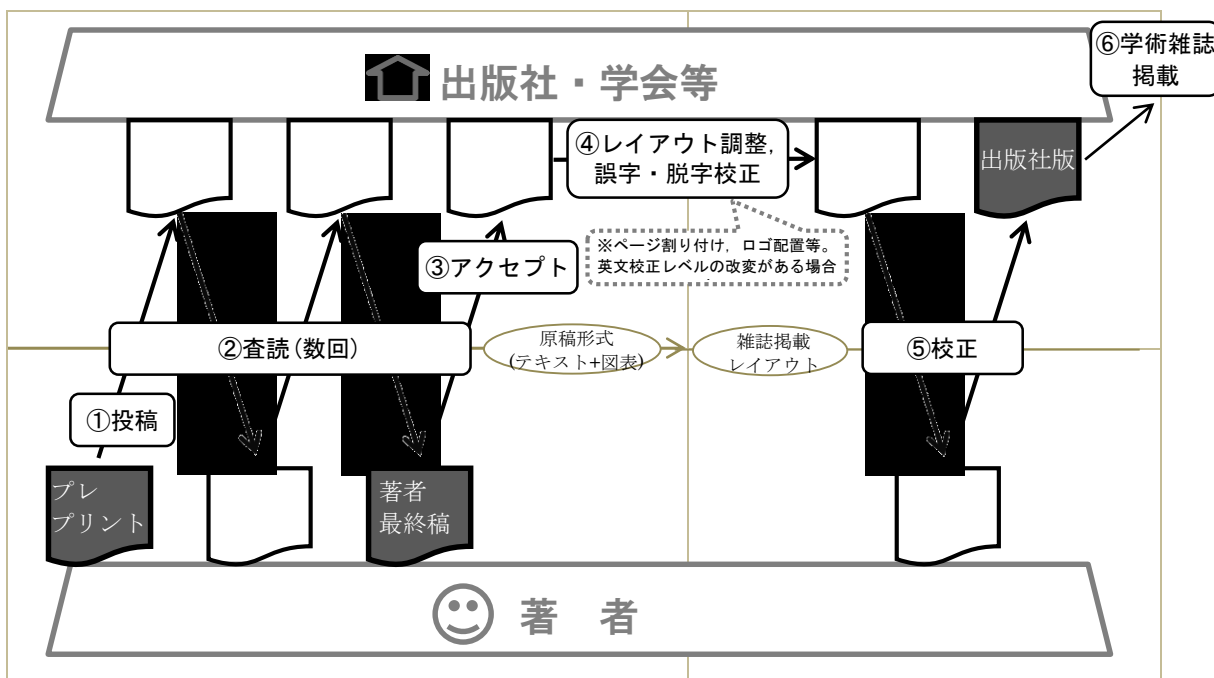 出版社・学会等
⑥学術雑誌
掲載
④レイアウト調整，
誤字・脱字校正
出版社版
※ページ割り付け，ロゴ配置等。
英文校正レベルの改変がある場合
③アクセプト
②査読(数回)
原稿形式
(テキスト+図表)
雑誌掲載
レイアウト
⑤校正
①投稿
プレ
プリント
著者
最終稿
著　者